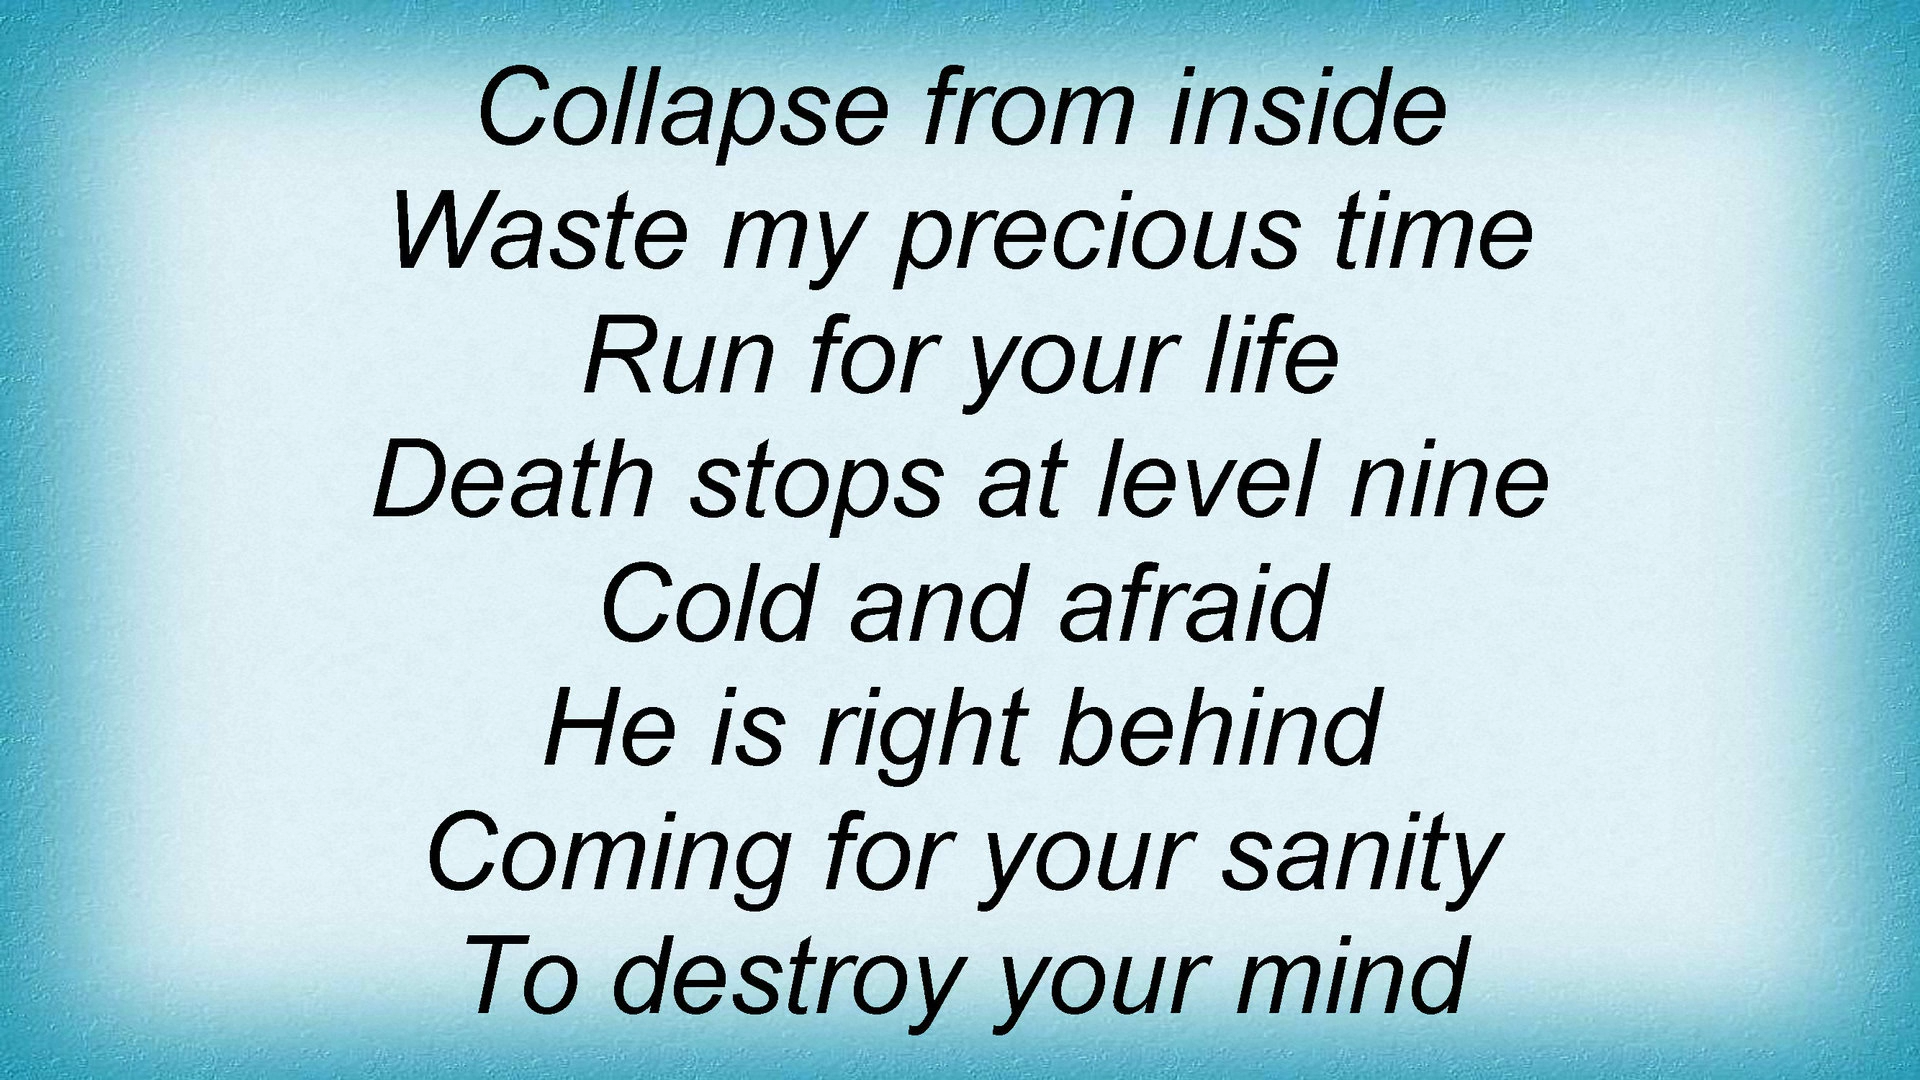 Collapse from inside
Waste my precious time
Run for your life
Death stops at level nine
Cold and afraid
He is right behind
Coming for your sanity
To destroy your mind